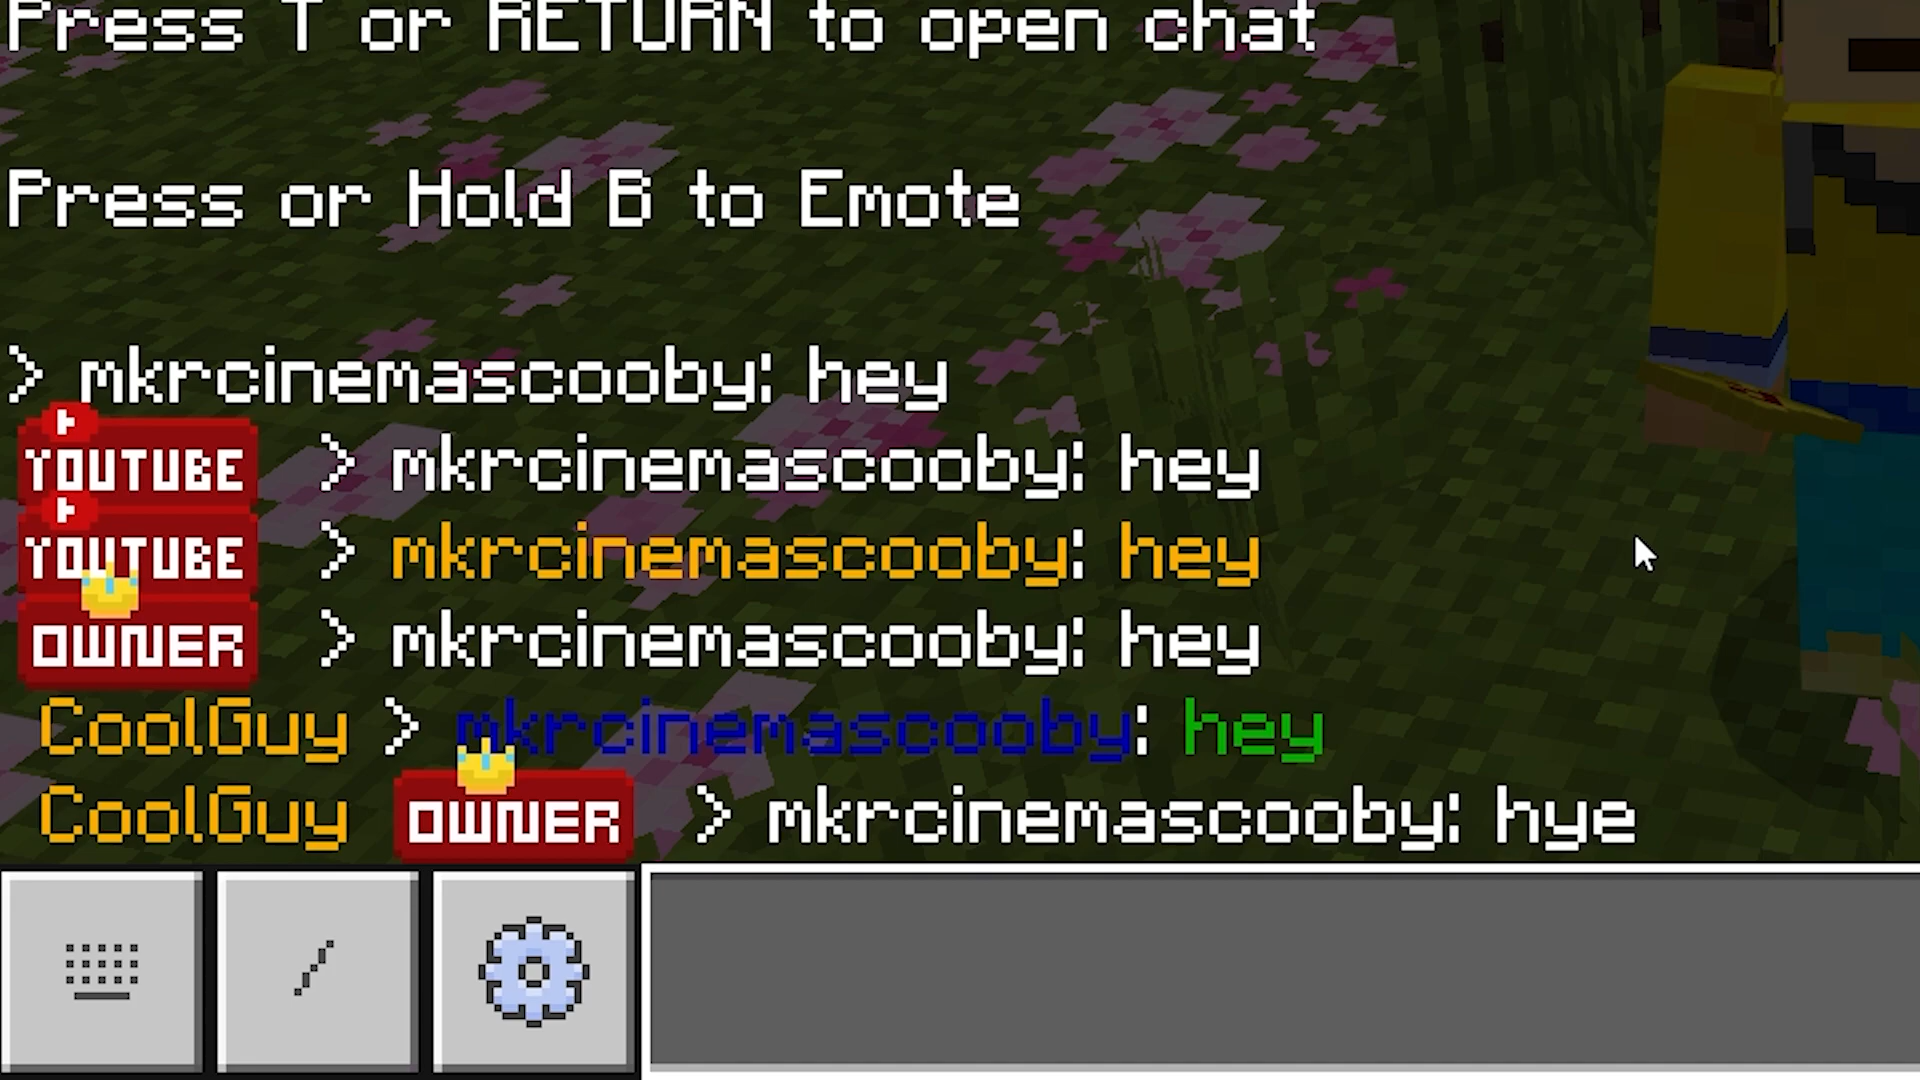 Press T or RETURN to open chat
Press or Hold B to Emote
> mkrcinemascooby: hey
YOUTUBE > mkrcinemascooby: hey
YOUTUBE > mkrcinemascooby: hey
OWNER > mkrcinemascooby: hey
CoolGuy > mkrcinemascooby: hey
CoolGuy OWNER > mkrcinemascooby: hye
/